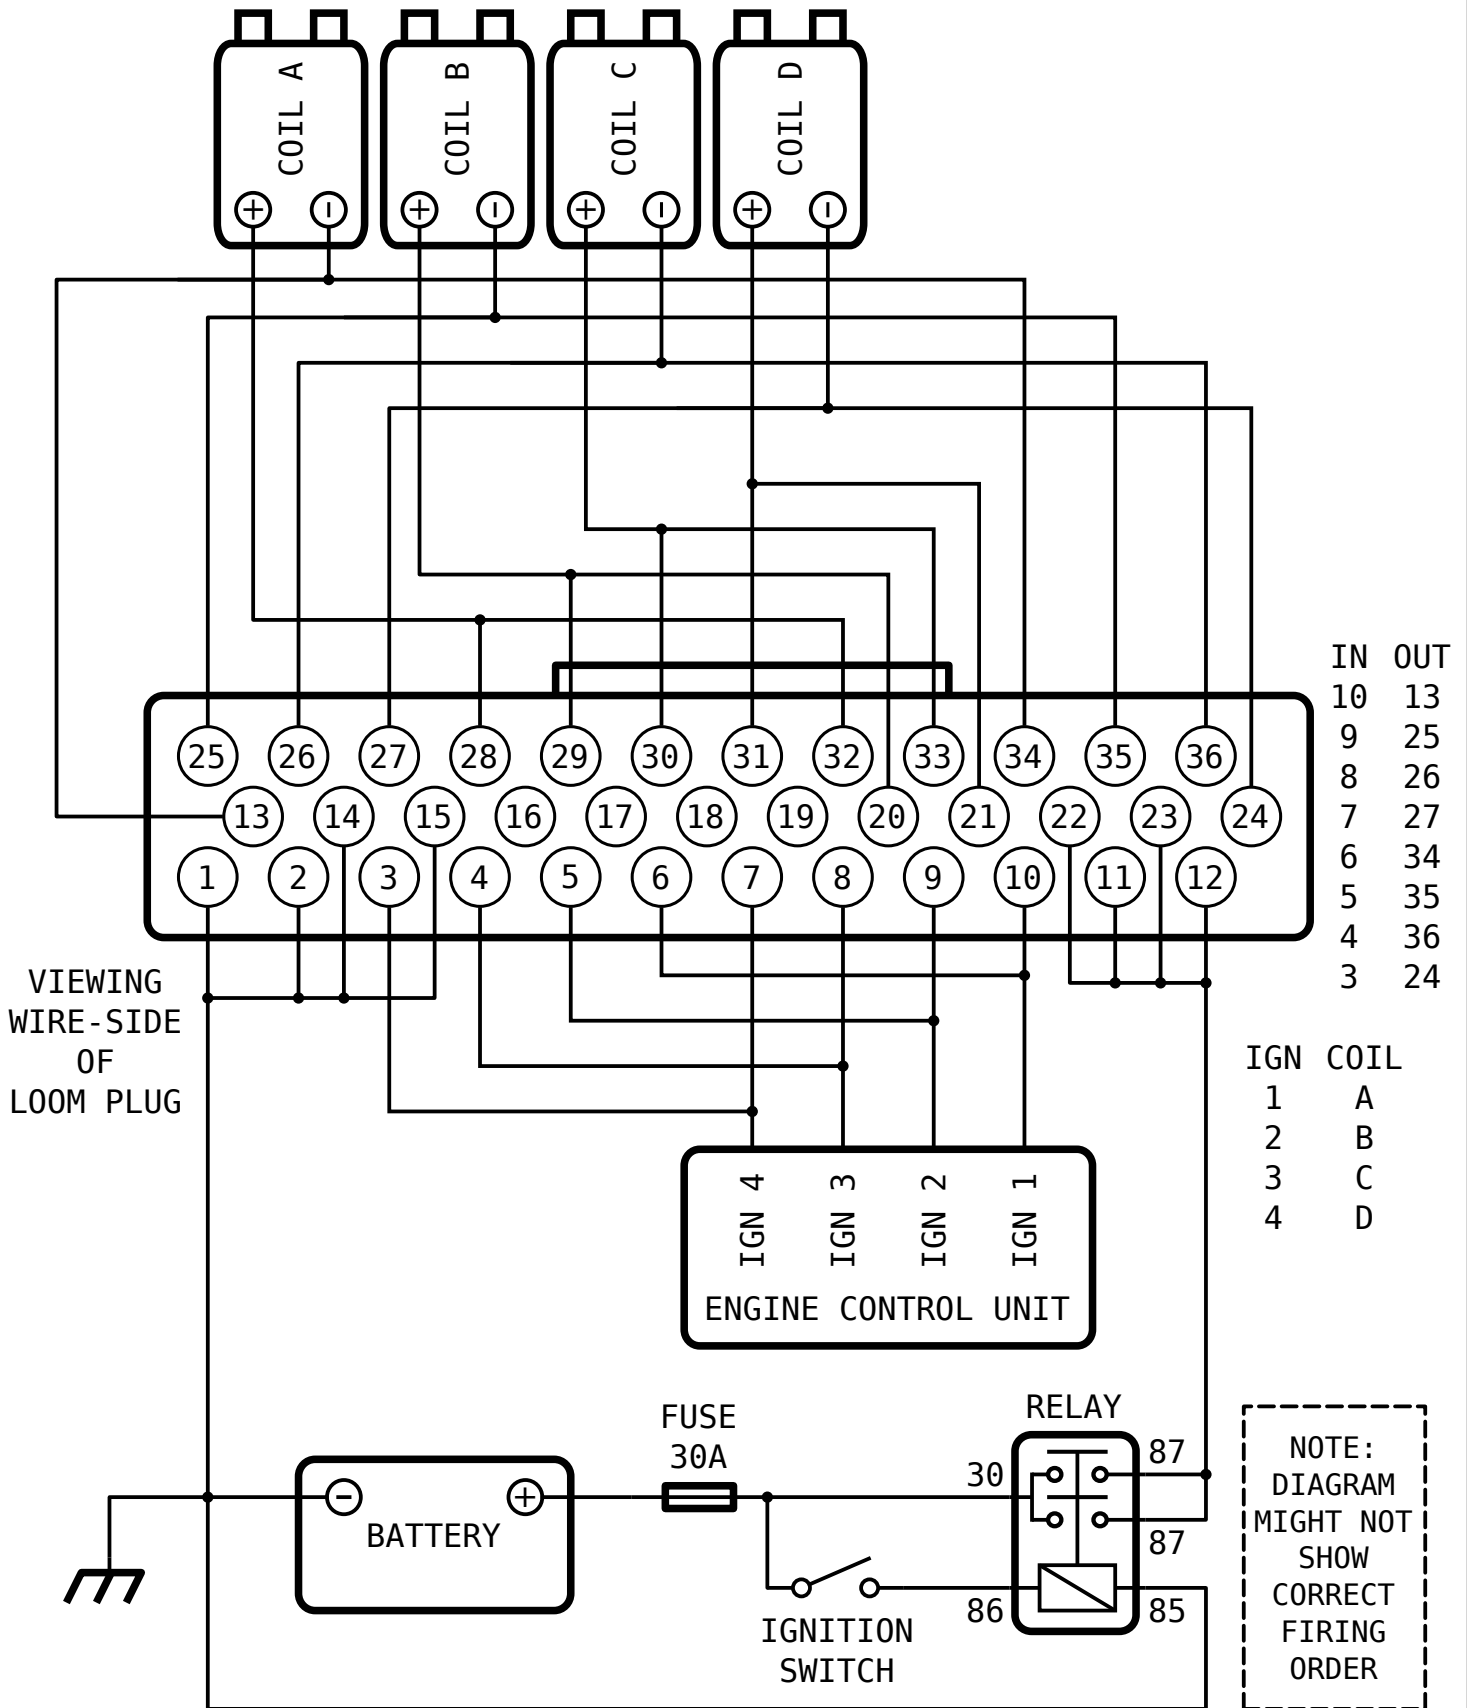 COIL A
COIL B
COIL C
COIL D
+ -
+ -
+ -
+ -
25 26 27 28 29 30 31 32 33 34 35 36
13 14 15 16 17 18 19 20 21 22 23 24
1 2 3 4 5 6 7 8 9 10 11 12
IN OUT
10 13
9 25
8 26
7 27
6 34
5 35
4 36
3 24
VIEWING
WIRE-SIDE
OF
LOOM PLUG
IGN COIL
1 A
2 B
3 C
4 D
IGN 4
IGN 3
IGN 2
IGN 1
ENGINE CONTROL UNIT
FUSE
30A
RELAY
30
87
87
86
85
- +
BATTERY
IGNITION
SWITCH
NOTE:
DIAGRAM
MIGHT NOT
SHOW
CORRECT
FIRING
ORDER